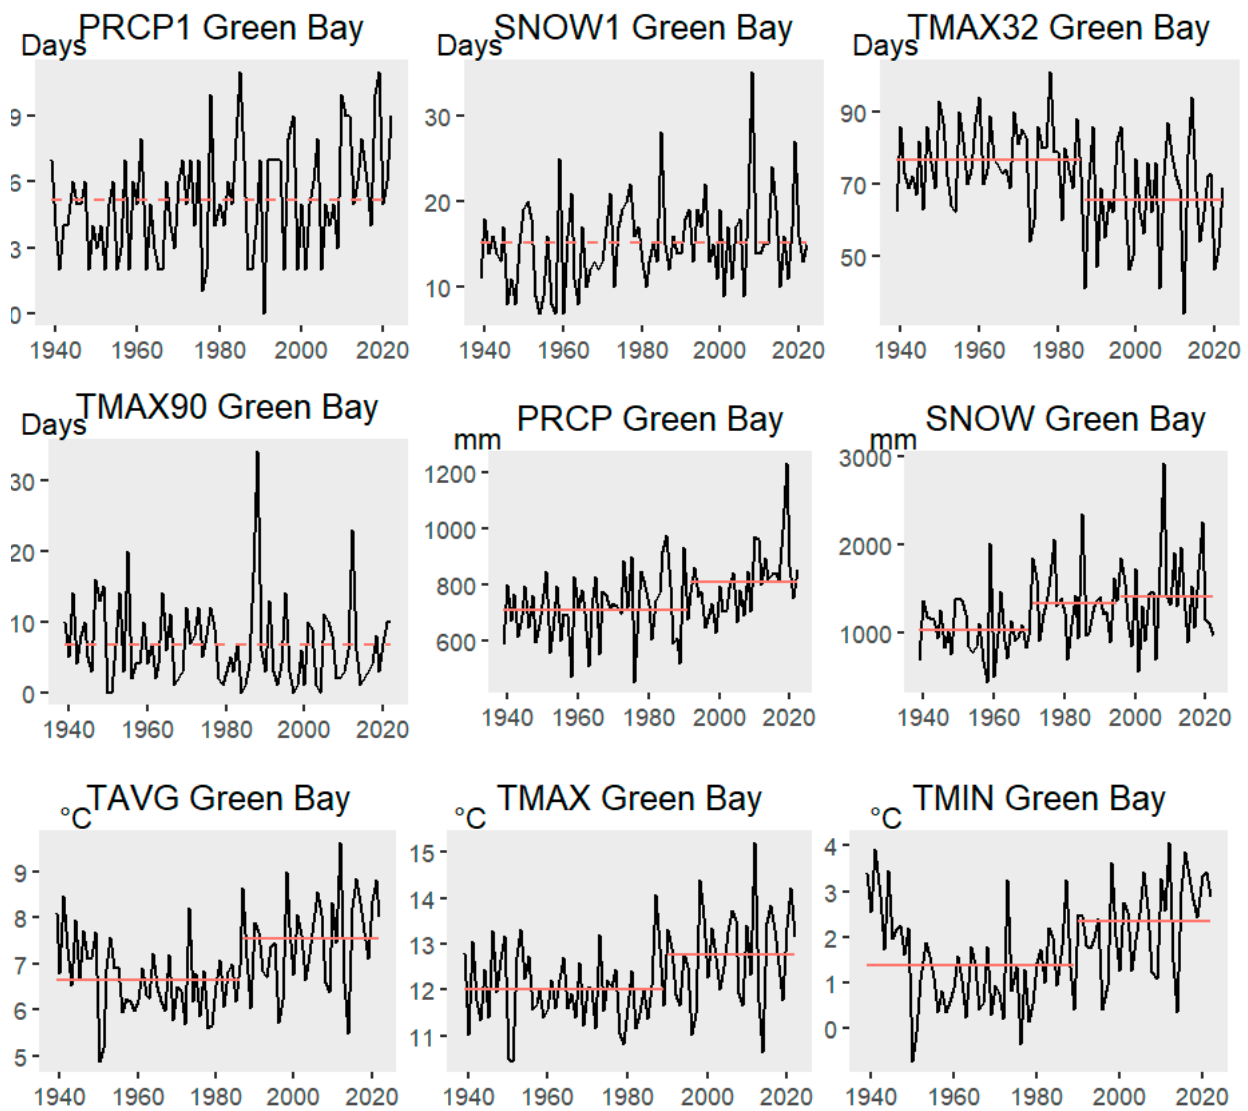 PRCP1 Green Bay
Days
9
6
3
0
1940 1960 1980 2000 2020
SNOW1 Green Bay
Days
30
20
10
1940 1960 1980 2000 2020
TMAX32 Green Bay
Days
90
70
50
1940 1960 1980 2000 2020
TMAX90 Green Bay
Days
30
20
10
0
1940 1960 1980 2000 2020
PRCP Green Bay
mm
1200
1000
800
600
1940 1960 1980 2000 2020
SNOW Green Bay
mm
3000
2000
1000
1940 1960 1980 2000 2020
TAVG Green Bay
°C
9
8
7
6
5
1940 1960 1980 2000 2020
TMAX Green Bay
°C
15
14
13
12
11
1940 1960 1980 2000 2020
TMIN Green Bay
°C
4
3
2
1
0
1940 1960 1980 2000 2020